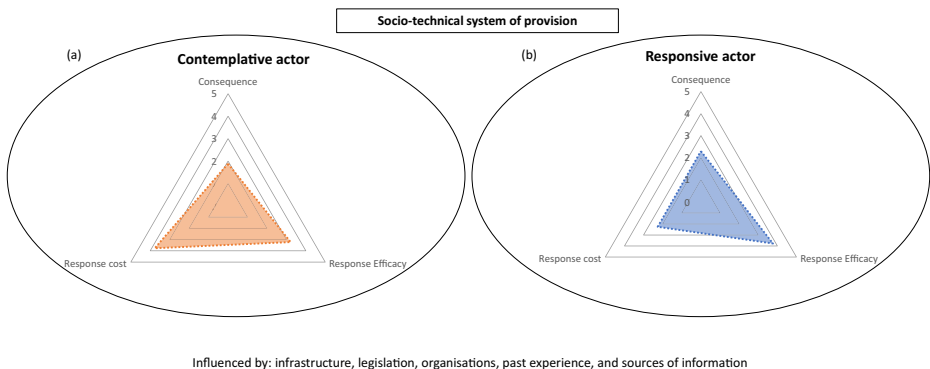 Socio-technical system of provision
(a)
Contemplative actor
Consequence
5
4
3
2
Response cost
Response Efficacy
(b)
Responsive actor
Consequence
5
4
3
2
1
0
Response cost
Response Efficacy
Influenced by: infrastructure, legislation, organisations, past experience, and sources of information